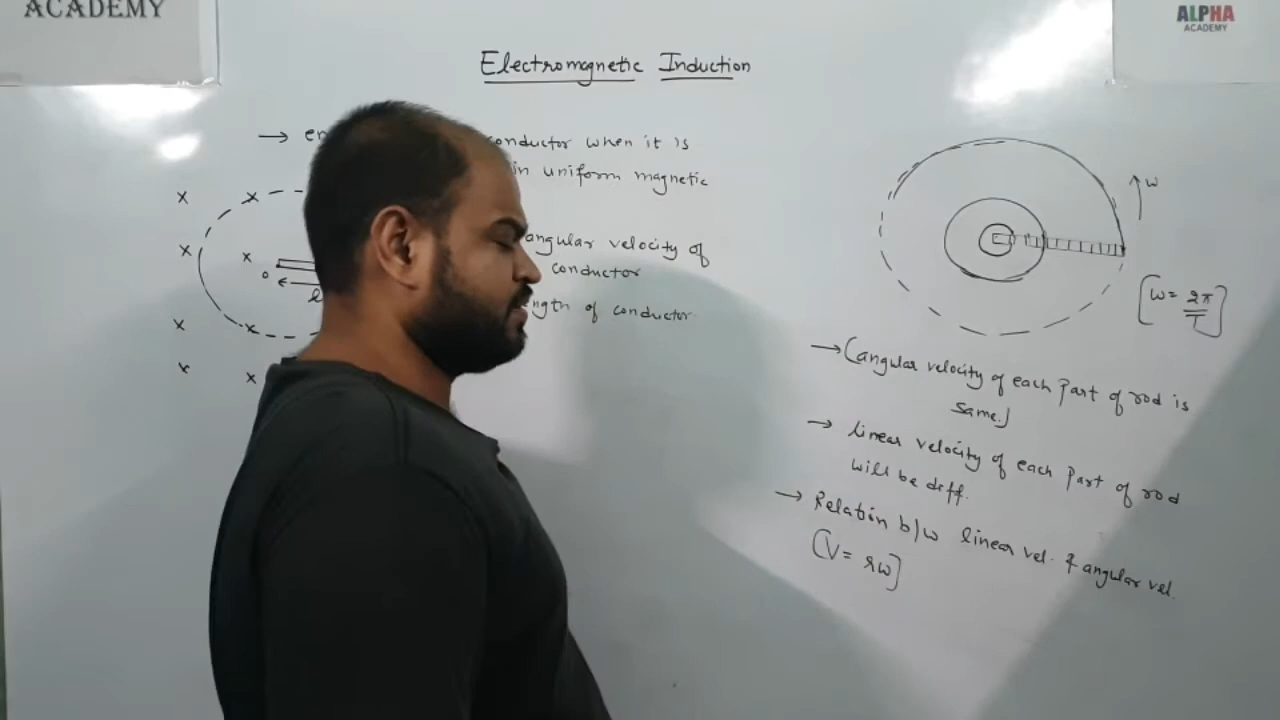 ACADEMY
ALPHA
ACADEMY
Electromagnetic Induction
→ conductor when it is
in uniform magnetic
angular velocity of
conductor
of conductor
x x
x x
o
l
x x
x x
ω
[ω = 2π/T]
→ (angular velocity of each part of rod is
same.)
→ linear velocity of each part of rod
will be diff.
→ Relation b/w linear vel. & angular vel.
[V = rω]